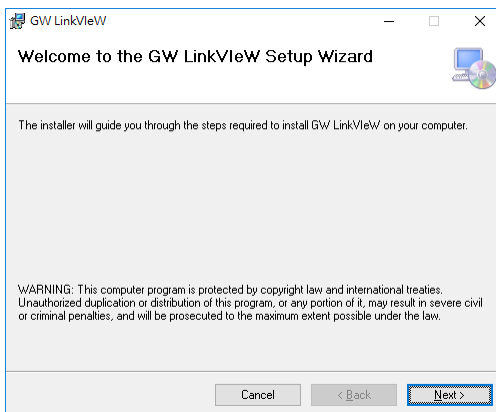 GW LinkVIeW
Welcome to the GW LinkVIeW Setup Wizard
The installer will guide you through the steps required to install GW LinkVIeW on your computer.
WARNING: This computer program is protected by copyright law and international treaties.
Unauthorized duplication or distribution of this program, or any portion of it, may result in severe civil
or criminal penalties, and will be prosecuted to the maximum extent possible under the law.
Cancel
< Back
Next >